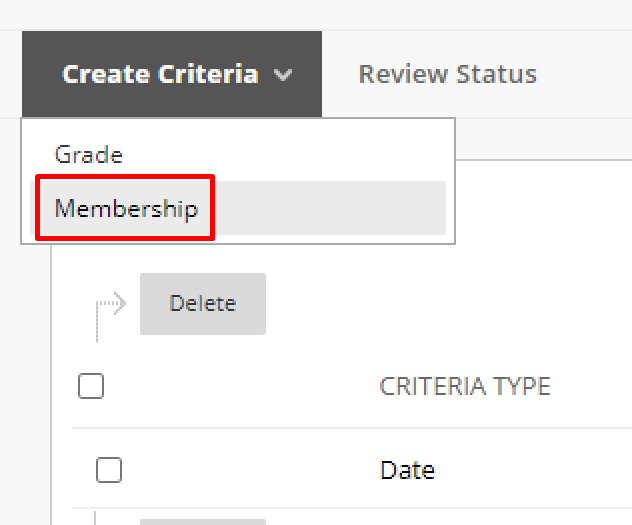 Create Criteria Review Status
Grade
Membership
Delete
CRITERIA TYPE
Date